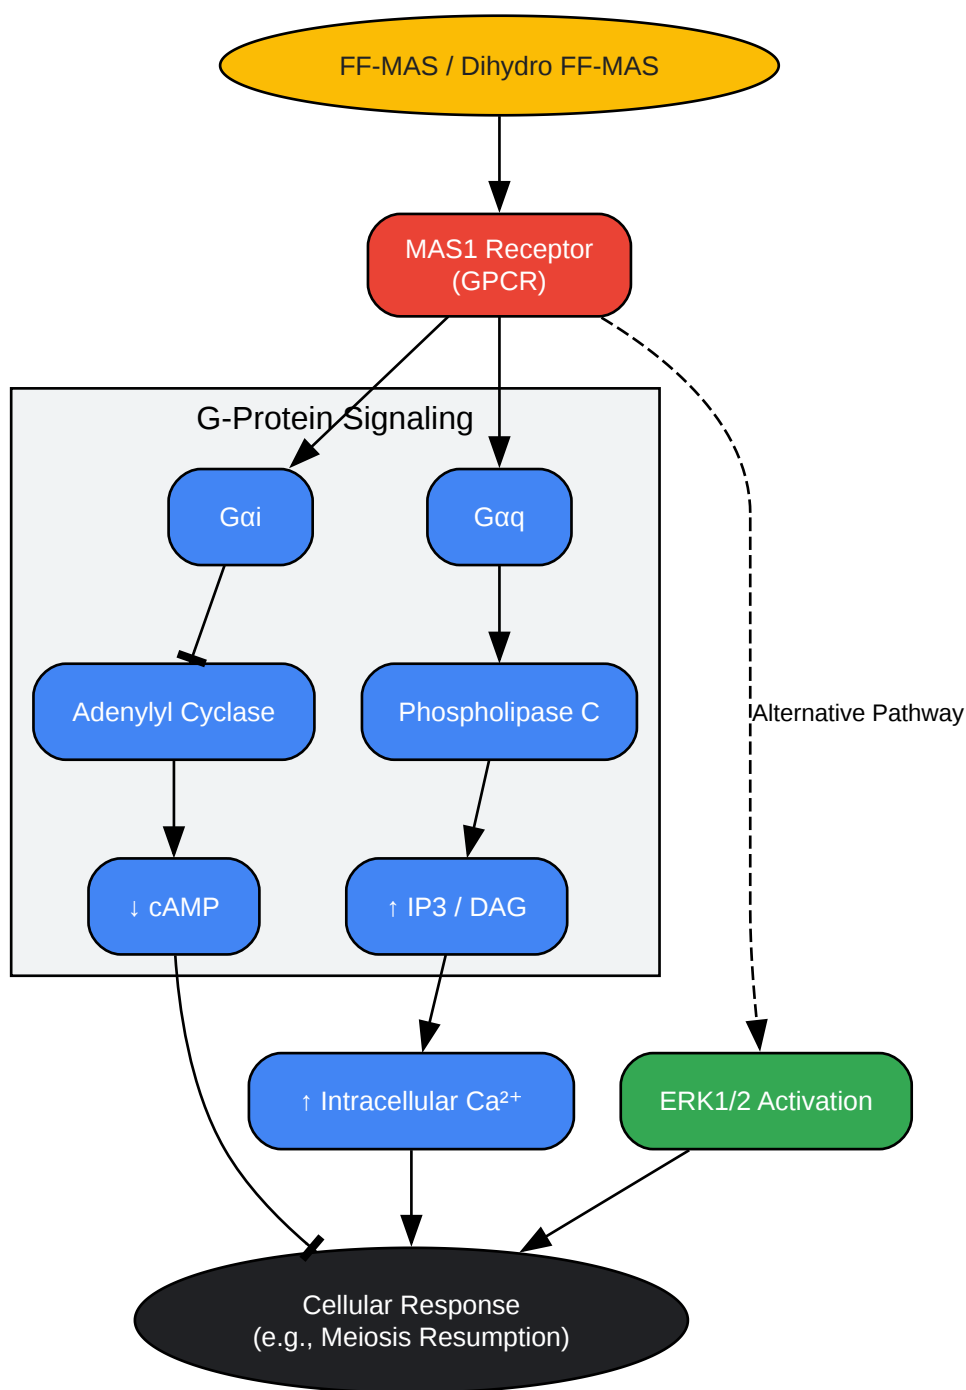 FF-MAS / Dihydro FF-MAS
MAS1 Receptor
(GPCR)
G-Protein Signaling
Gαi
Gαq
Adenylyl Cyclase
Phospholipase C
Alternative Pathway
↓ cAMP
↑ IP3 / DAG
↑ Intracellular Ca²⁺
ERK1/2 Activation
Cellular Response
(e.g., Meiosis Resumption)